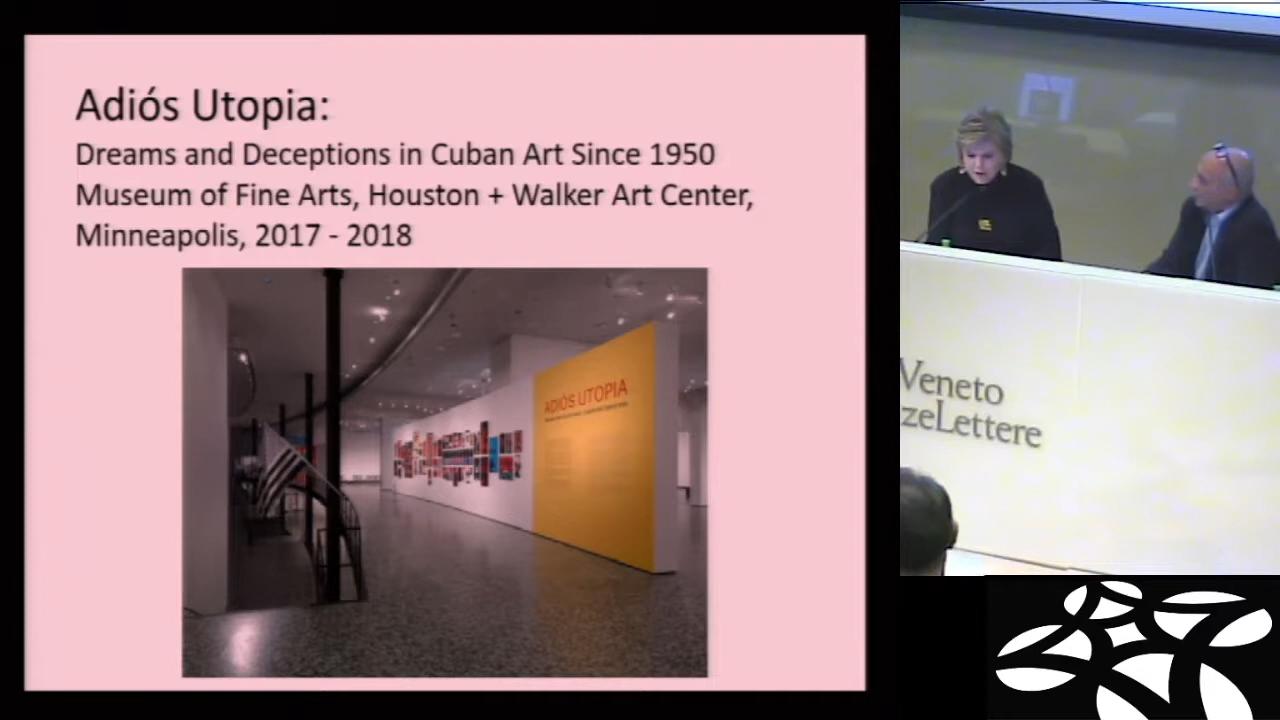 Adiós Utopia:
Dreams and Deceptions in Cuban Art Since 1950
Museum of Fine Arts, Houston + Walker Art Center,
Minneapolis, 2017 - 2018
ADIÓS UTOPIA
Veneto
zeLettere